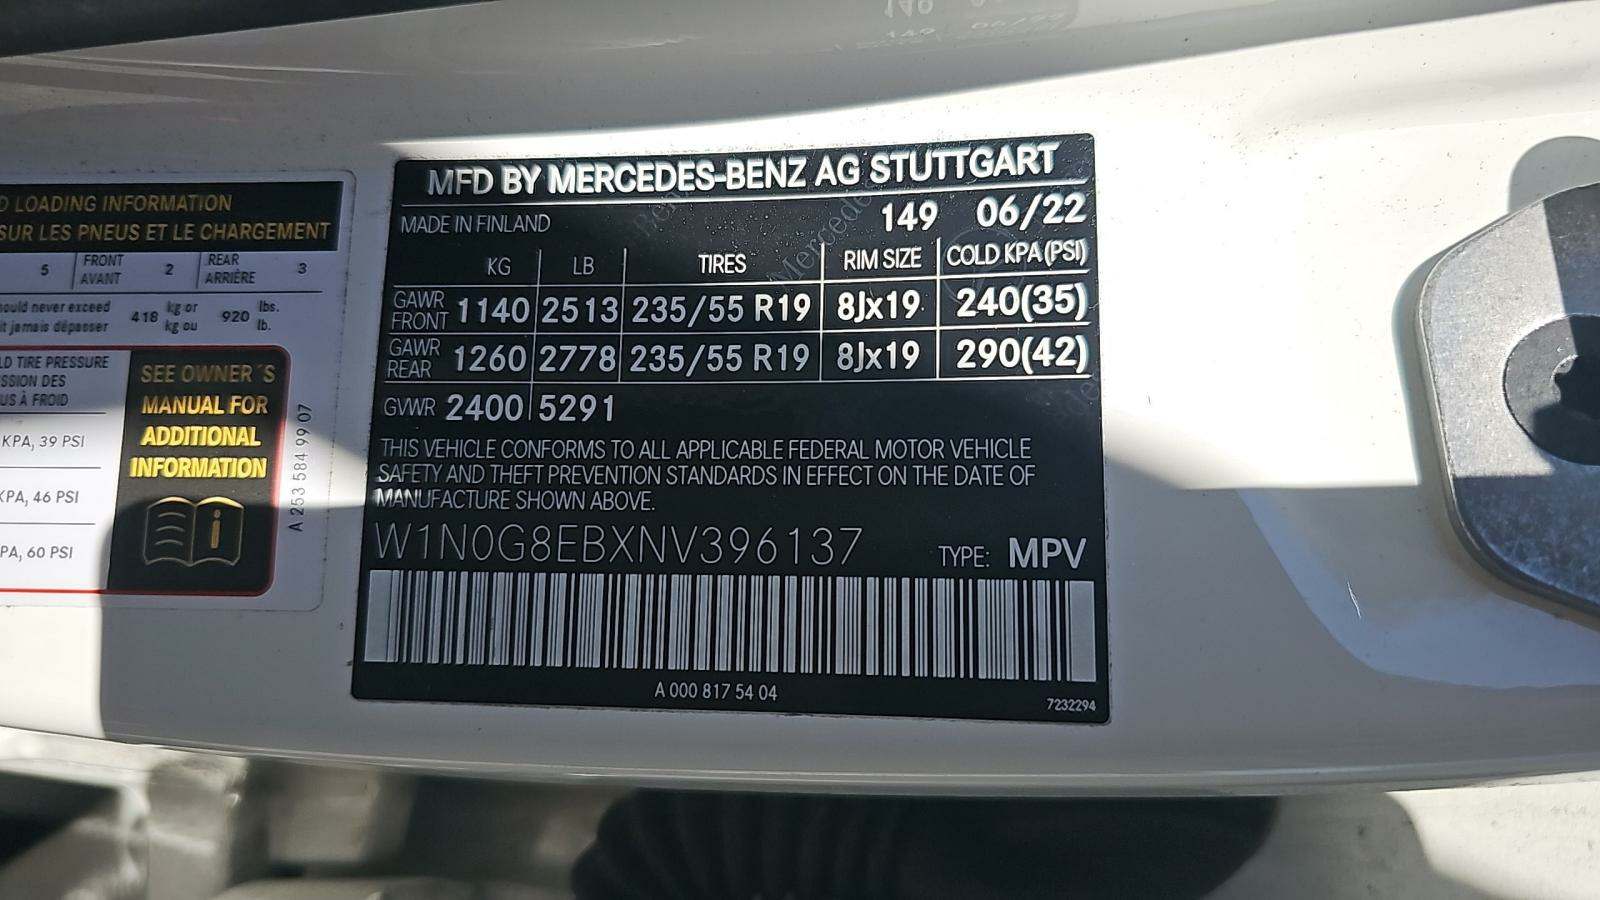 D LOADING INFORMATION
SUR LES PNEUS ET LE CHARGEMENT
5 FRONT AVANT 2 REAR ARRIÈRE 3
ould never exceed 418 kg or 920 lbs.
t jamais dépasser kg ou lb.
LD TIRE PRESSURE
SSION DES
US À FROID
KPA, 39 PSI
KPA, 46 PSI
PA, 60 PSI
SEE OWNER´S
MANUAL FOR
ADDITIONAL
INFORMATION
A 253 584 99 07
MFD BY MERCEDES-BENZ AG STUTTGART
MADE IN FINLAND 149 06/22
KG LB TIRES RIM SIZE COLD KPA(PSI)
GAWR FRONT 1140 2513 235/55 R19 8Jx19 240(35)
GAWR REAR 1260 2778 235/55 R19 8Jx19 290(42)
GVWR 2400 5291
THIS VEHICLE CONFORMS TO ALL APPLICABLE FEDERAL MOTOR VEHICLE
SAFETY AND THEFT PREVENTION STANDARDS IN EFFECT ON THE DATE OF
MANUFACTURE SHOWN ABOVE.
W1N0G8EBXNV396137 TYPE: MPV
A 000 817 54 04
7232294